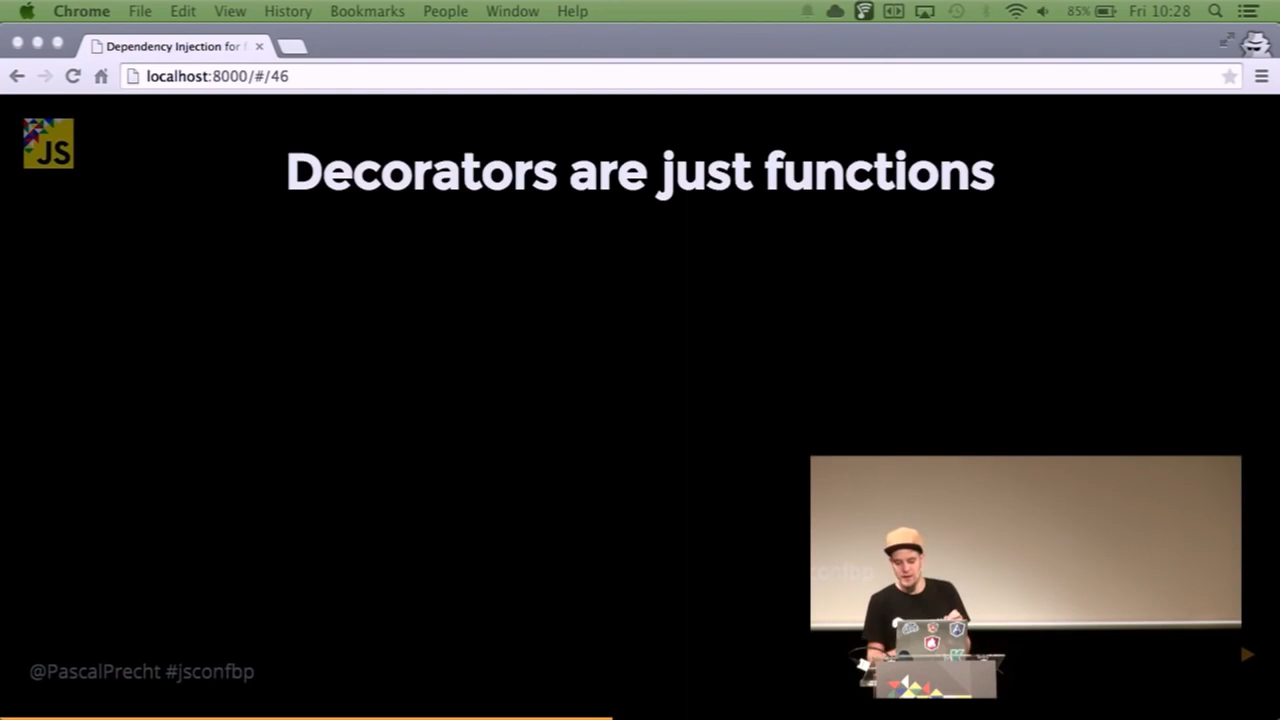 Chrome File Edit View History Bookmarks People Window Help 85% Fri 10:28
Dependency Injection for
localhost:8000/#/46
JS
Decorators are just functions
@PascalPrecht #jsconfbp